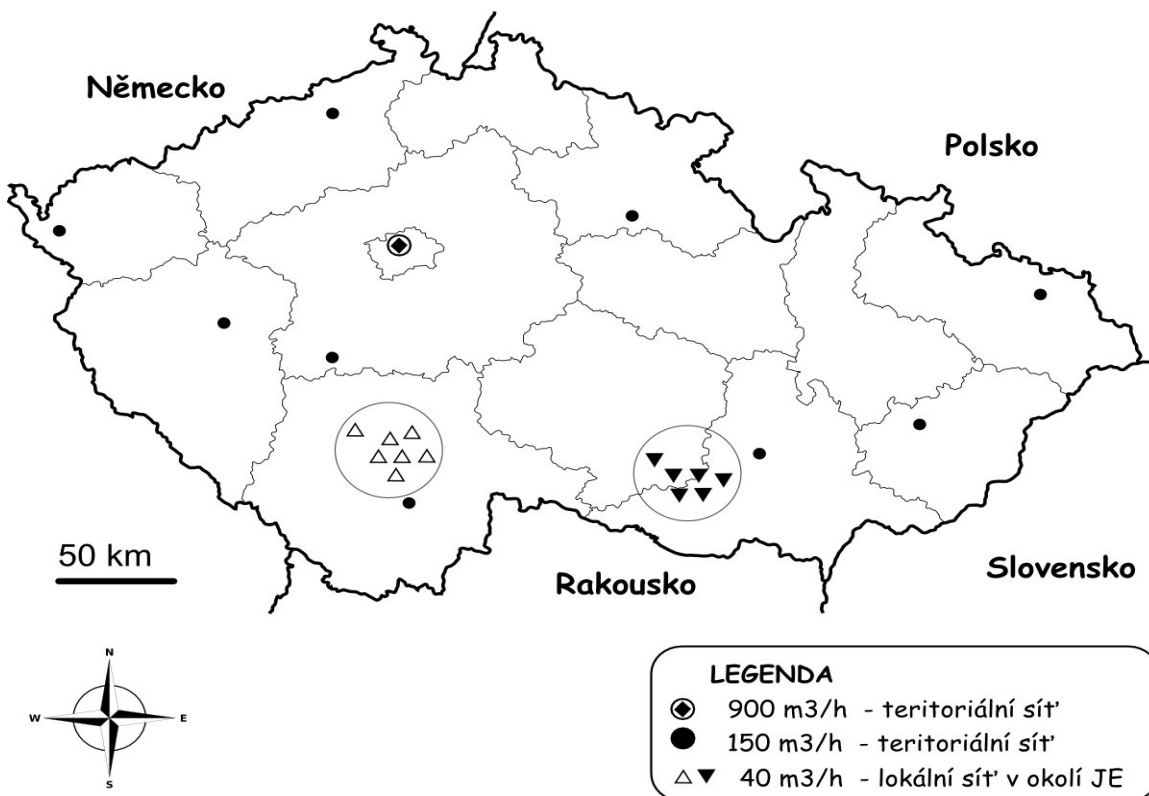 Německo
Polsko
50 km
Rakousko
Slovensko
N
W E
S
LEGENDA
900 m3/h - teritoriální síť
150 m3/h - teritoriální síť
40 m3/h - lokální síť v okolí JE